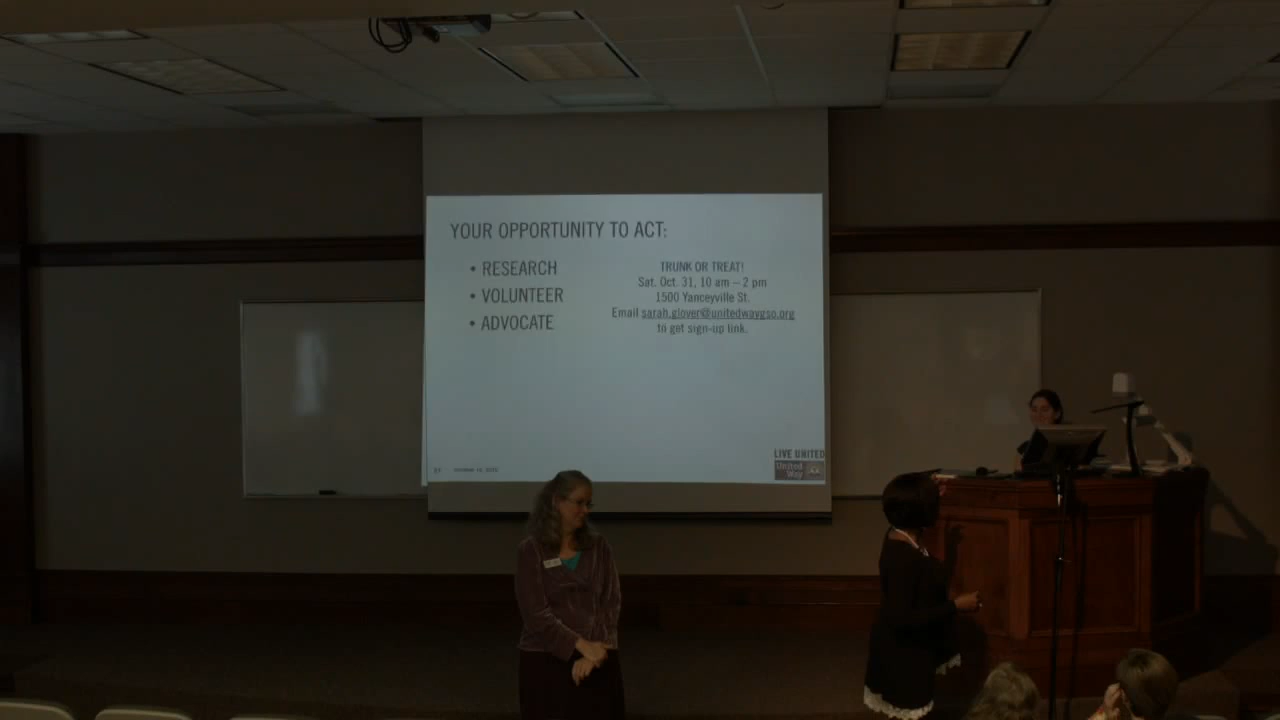 YOUR OPPORTUNITY TO ACT:
• RESEARCH
• VOLUNTEER
• ADVOCATE
TRUNK OR TREAT!
Sat. Oct. 31, 10 am – 2 pm
1500 Yanceyville St.
Email sarah.glover@unitedwaygso.org
to get sign-up link.
LIVE UNITED
United
Way